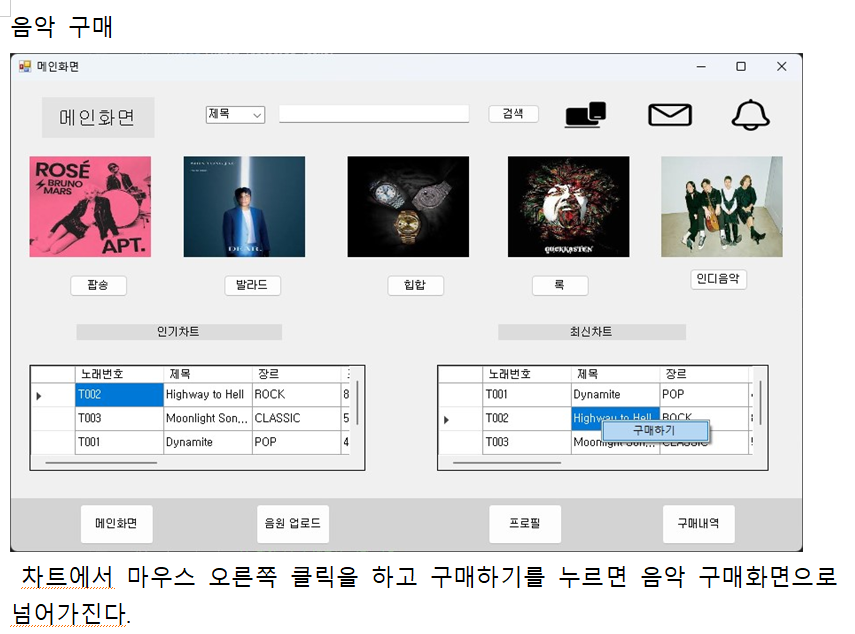 음악 구매
메인화면
메인화면
제목
검색
ROSÉ
BRUNO
MARS
APT.
GUCKKASTEN
팝송
발라드
힙합
록
인디음악
인기차트
최신차트
노래번호 제목 장르
T002 Highway to Hell ROCK 8
T003 Moonlight Son... CLASSIC 5
T001 Dynamite POP 4
노래번호 제목 장르
T001 Dynamite POP
T002 Highway to Hell ROCK
구매하기
T003 Moonlight Son... CLASSIC
메인화면
음원 업로드
프로필
구매내역
차트에서 마우스 오른쪽 클릭을 하고 구매하기를 누르면 음악 구매화면으로
넘어가진다.